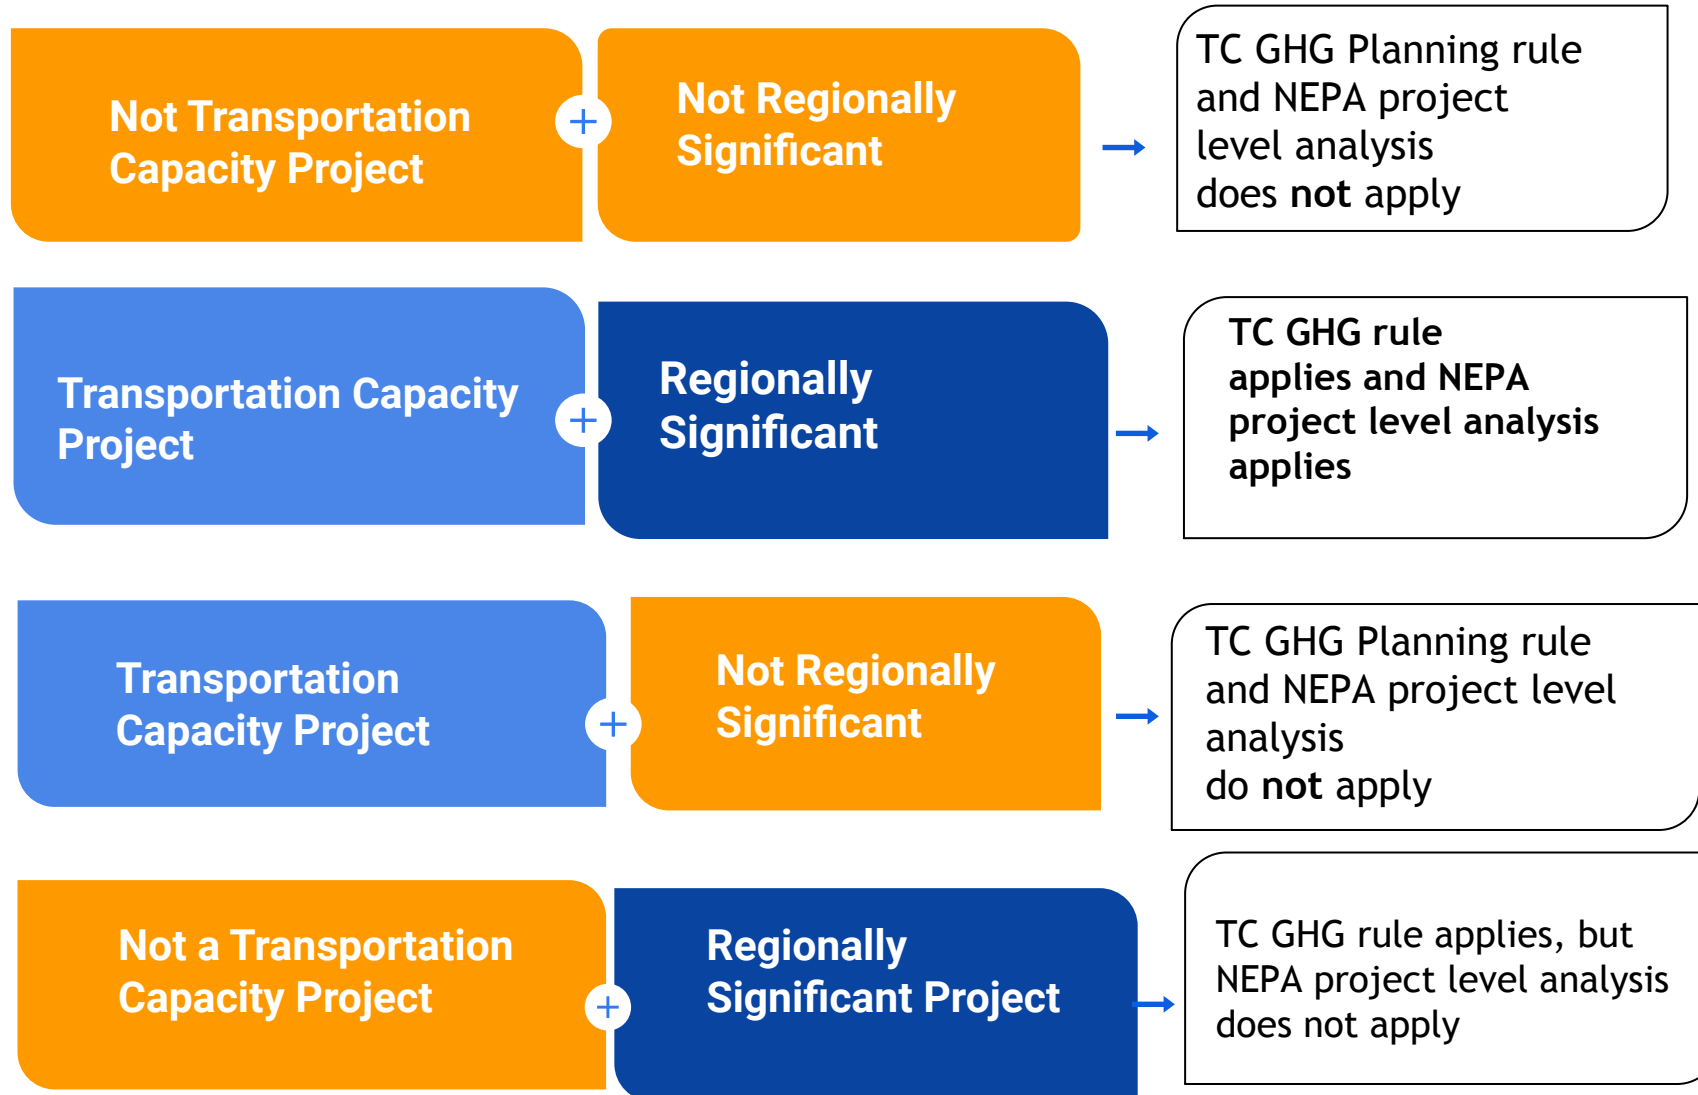 Not Transportation
Capacity Project
+
Not Regionally
Significant
TC GHG Planning rule
and NEPA project
level analysis
does not apply
Transportation Capacity
Project
+
Regionally
Significant
TC GHG rule
applies and NEPA
project level analysis
applies
Transportation
Capacity Project
+
Not Regionally
Significant
TC GHG Planning rule
and NEPA project level
analysis
do not apply
Not a Transportation
Capacity Project
+
Regionally
Significant Project
TC GHG rule applies, but
NEPA project level analysis
does not apply